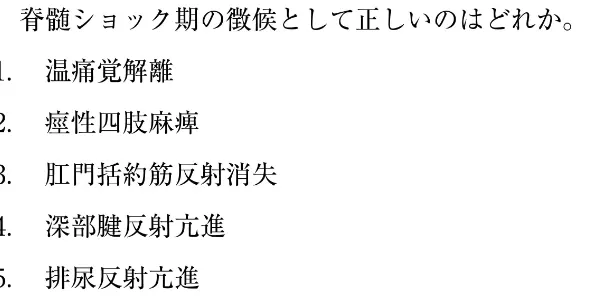 脊髄ショック期の徴候として正しいのはどれか。
1. 温痛覚解離
2. 痙性四肢麻痺
3. 肛門括約筋反射消失
4. 深部腱反射亢進
5. 排尿反射亢進